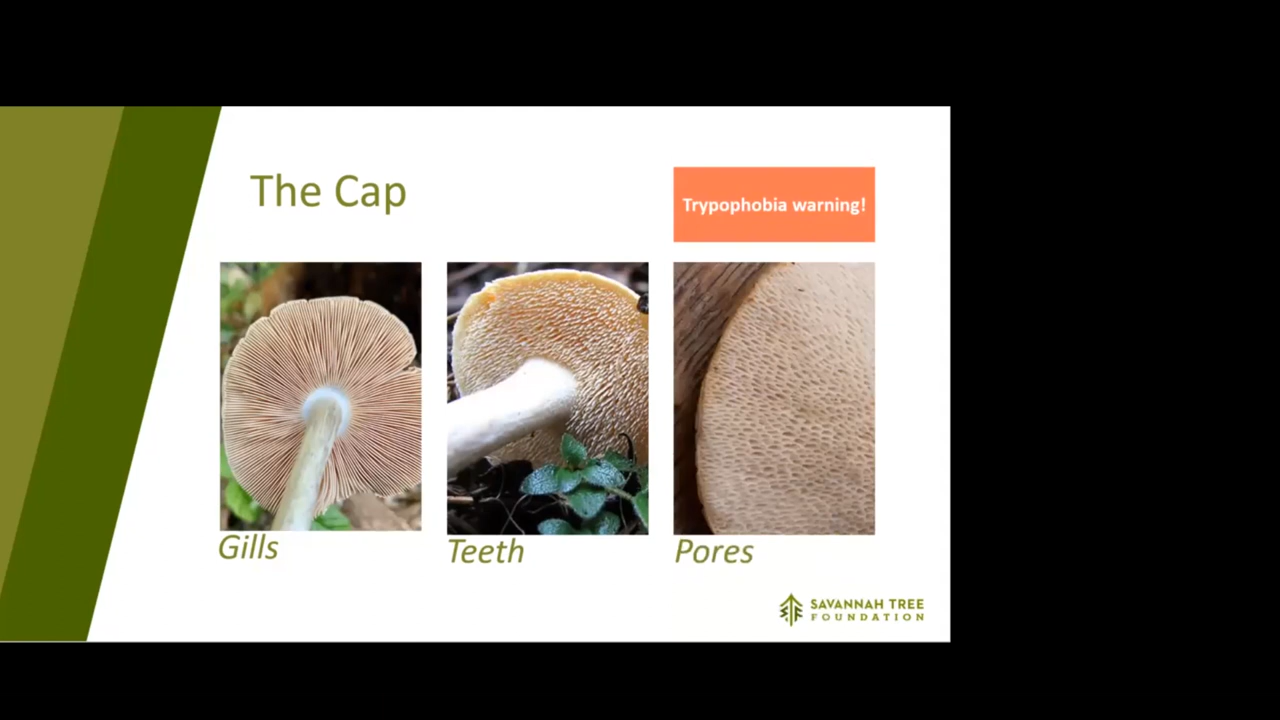 The Cap
Trypophobia warning!
Gills
Teeth
Pores
SAVANNAH TREE
FOUNDATION